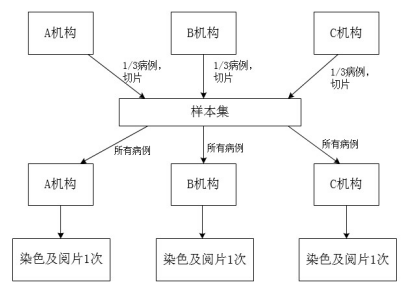 A机构
B机构
C机构
1/3病例,
切片
1/3病例,
切片
1/3病例,
切片
样本集
所有病例
所有病例
所有病例
A机构
B机构
C机构
染色及阅片1次
染色及阅片1次
染色及阅片1次